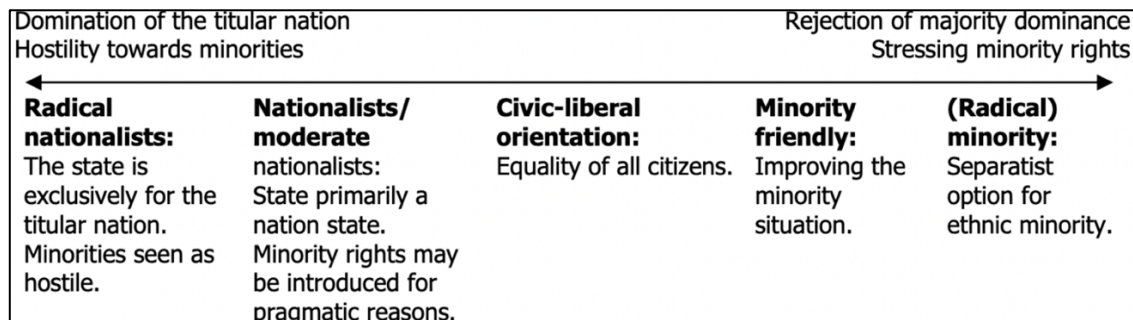 Domination of the titular nation
Hostility towards minorities
Rejection of majority dominance
Stressing minority rights
Radical
nationalists:
The state is
exclusively for the
titular nation.
Minorities seen as
hostile.
Nationalists/
moderate
nationalists:
State primarily a
nation state.
Minority rights may
be introduced for
pragmatic reasons.
Civic-liberal
orientation:
Equality of all citizens.
Minority
friendly:
Improving the
minority
situation.
(Radical)
minority:
Separatist
option for
ethnic minority.